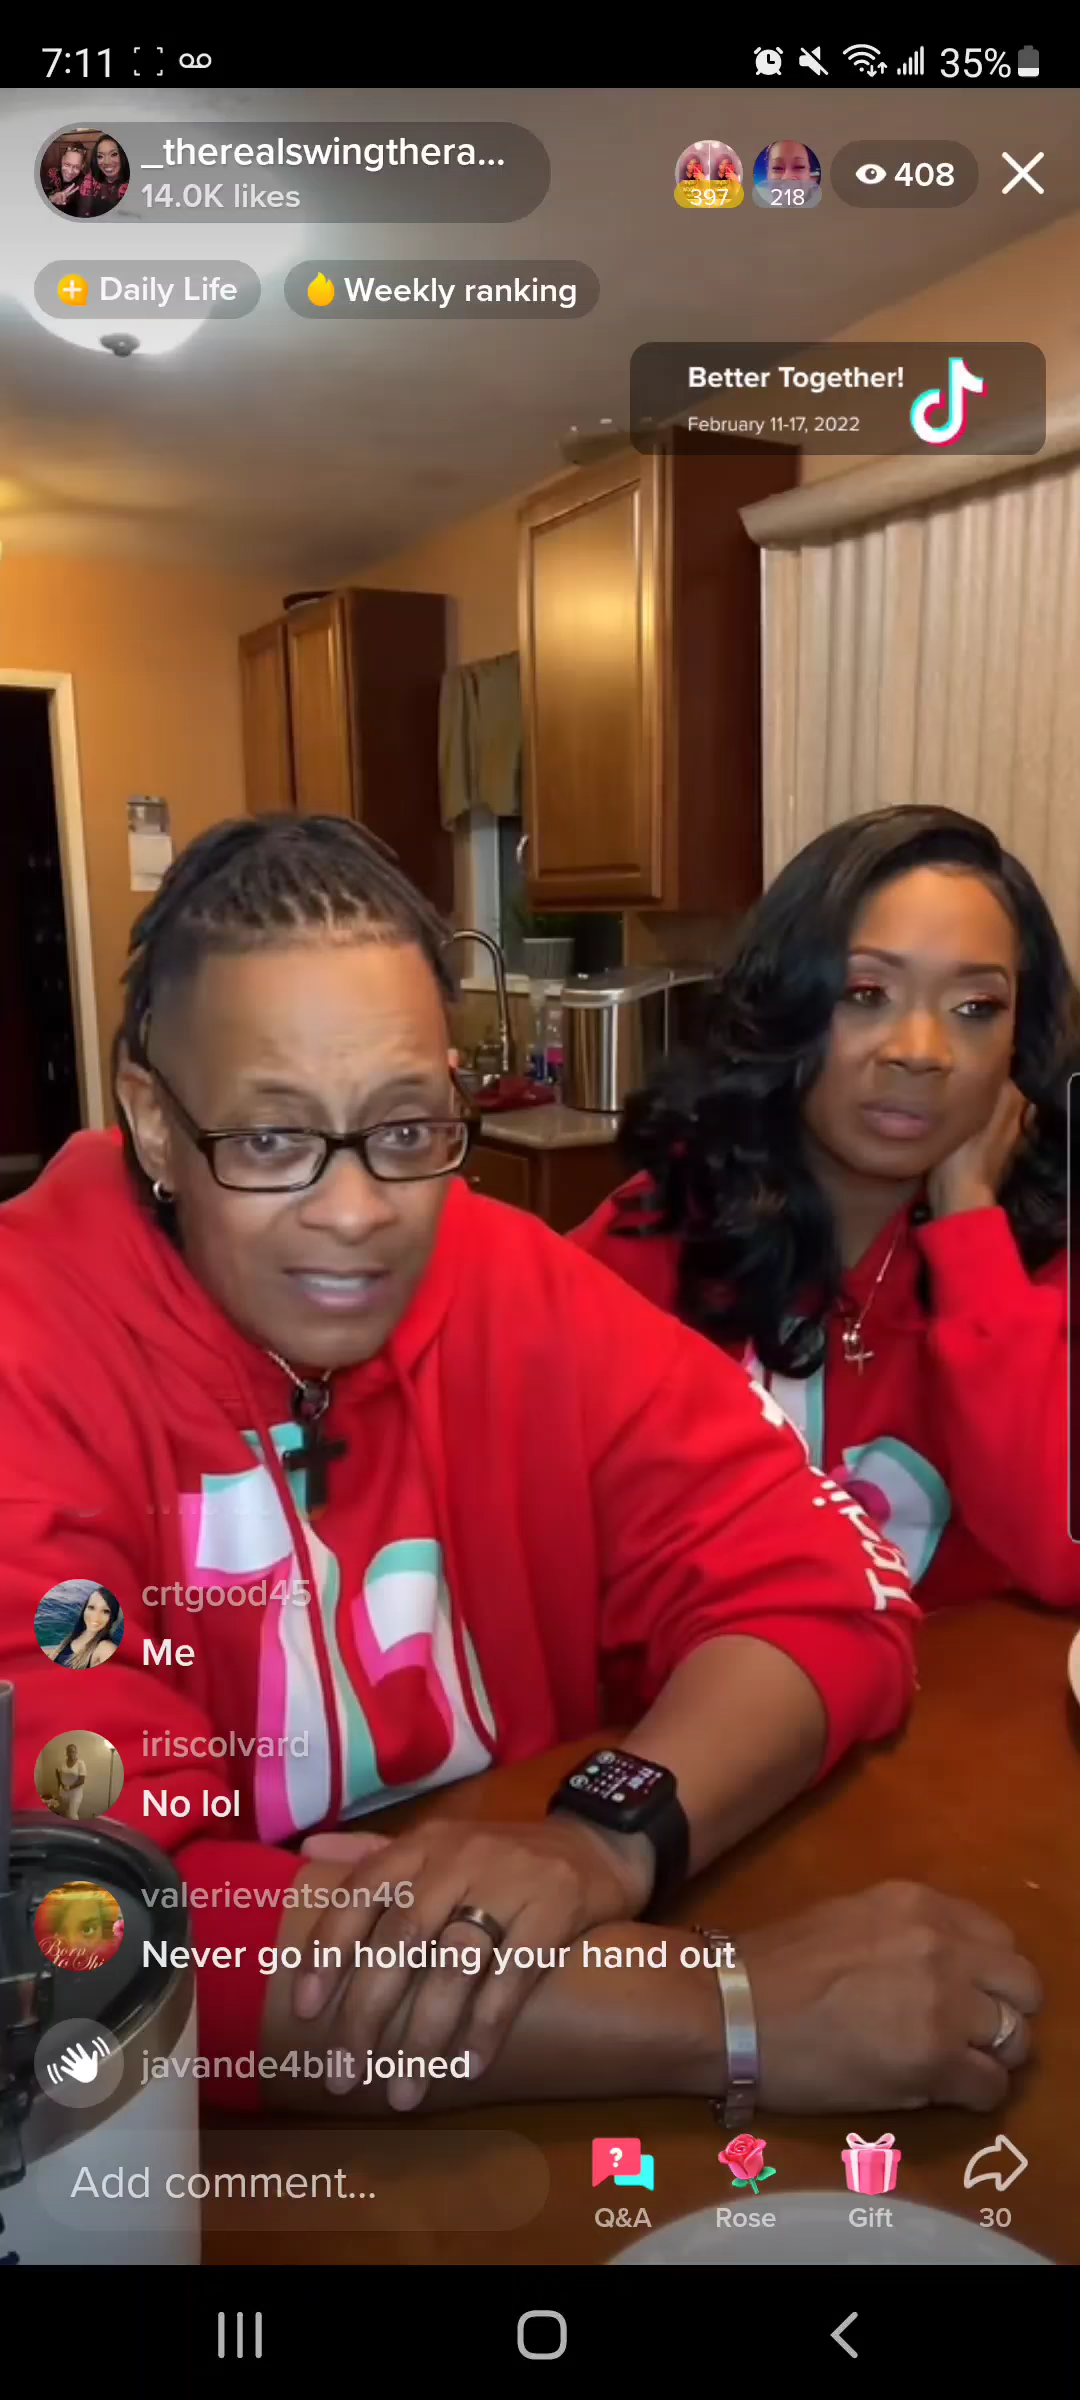 7:11
35%
_therealswingthera...
14.0K likes
397
218
408
Daily Life
Weekly ranking
Better Together!
February 11-17, 2022
crtgood45
Me
iriscolvard
No lol
valeriewatson46
Never go in holding your hand out
javande4bilt joined
Add comment...
Q&A
Rose
Gift
30